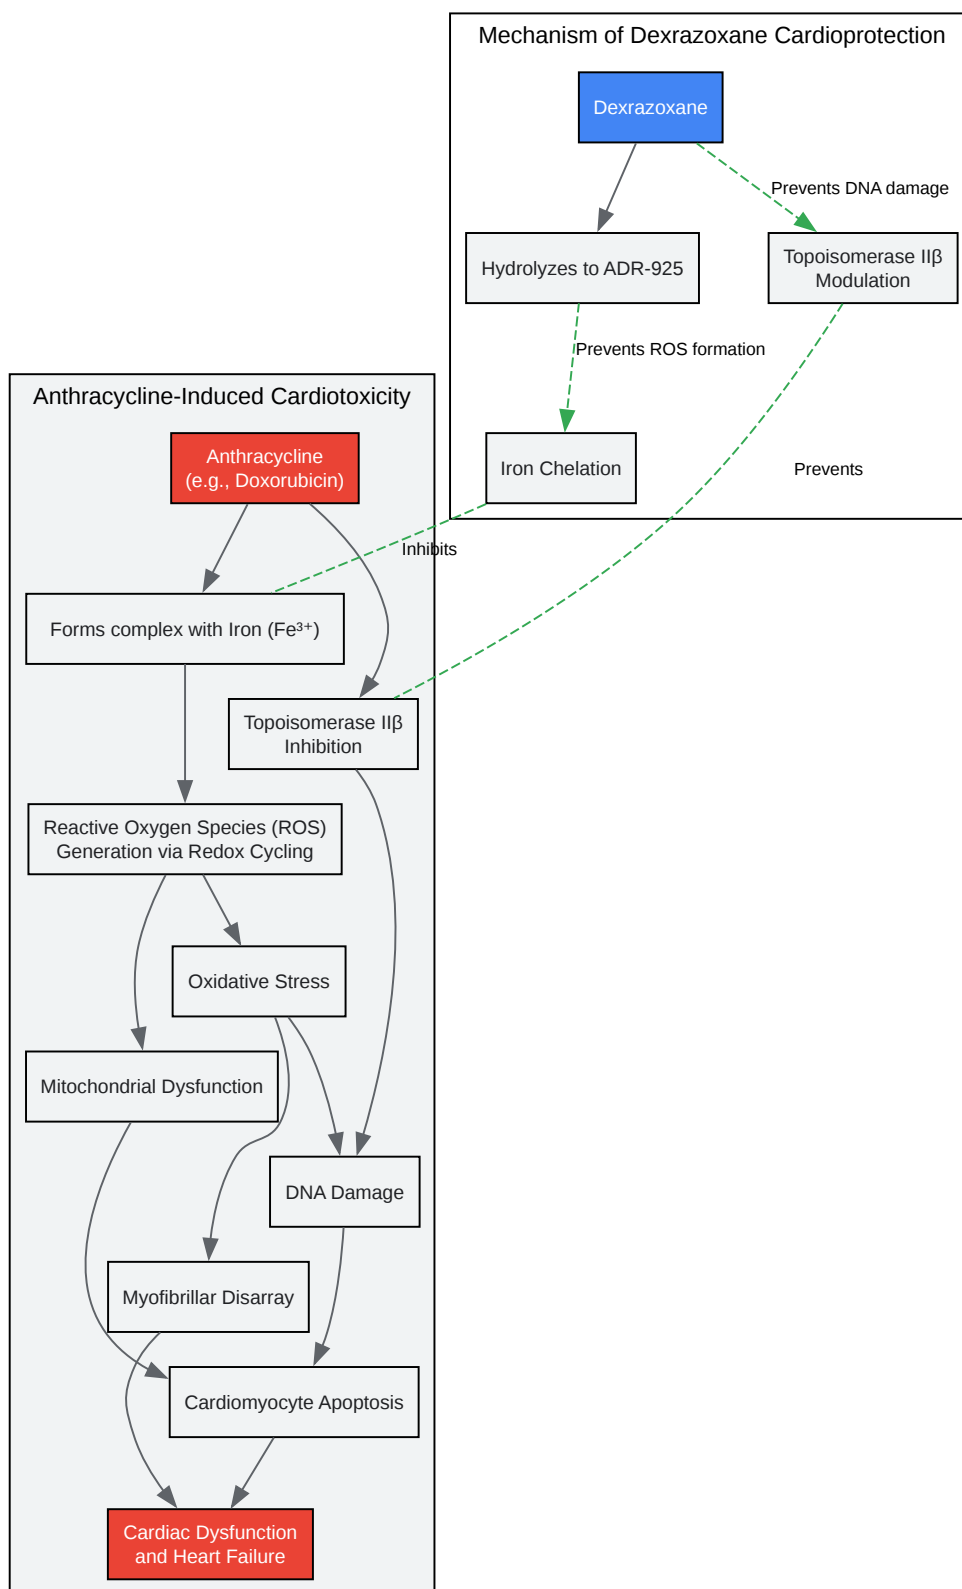 Mechanism of Dexrazoxane Cardioprotection
Dexrazoxane
Prevents DNA damage
Hydrolyzes to ADR-925
Topoisomerase IIβ
Modulation
Prevents ROS formation
Iron Chelation
Prevents
Inhibits
Anthracycline-Induced Cardiotoxicity
Anthracycline
(e.g., Doxorubicin)
Forms complex with Iron (Fe³⁺)
Topoisomerase IIβ
Inhibition
Reactive Oxygen Species (ROS)
Generation via Redox Cycling
Oxidative Stress
Mitochondrial Dysfunction
DNA Damage
Myofibrillar Disarray
Cardiomyocyte Apoptosis
Cardiac Dysfunction
and Heart Failure